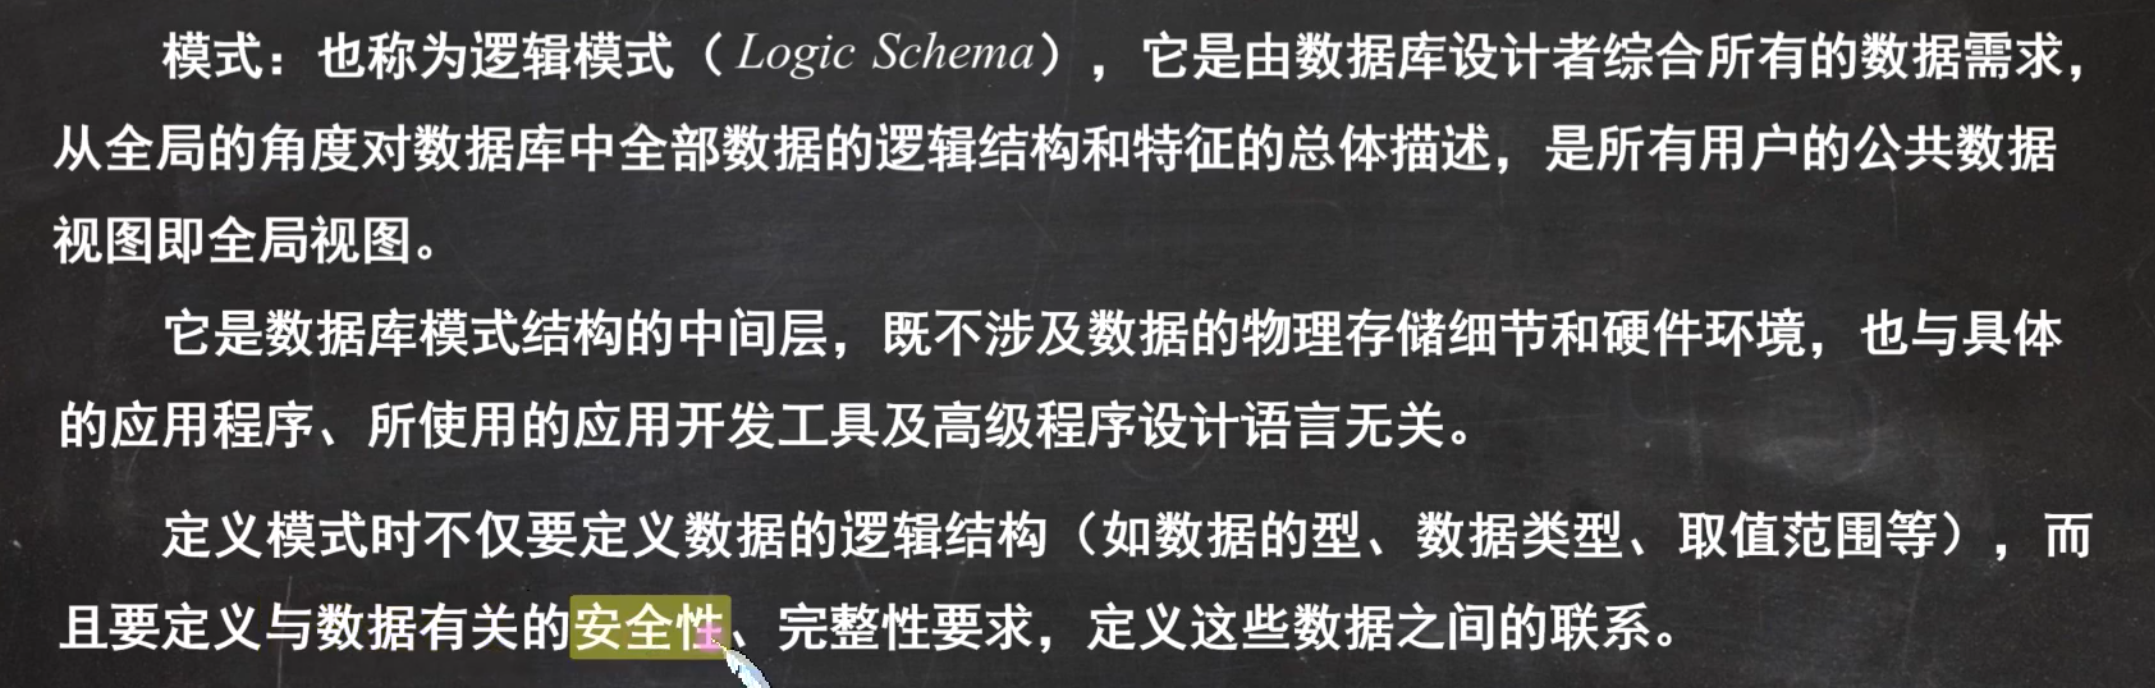 模式：也称为逻辑模式（Logic Schema），它是由数据库设计者综合所有的数据需求，
从全局的角度对数据库中全部数据的逻辑结构和特征的总体描述，是所有用户的公共数据
视图即全局视图。
它是数据库模式结构的中间层，既不涉及数据的物理存储细节和硬件环境，也与具体
的应用程序、所使用的应用开发工具及高级程序设计语言无关。
定义模式时不仅要定义数据的逻辑结构（如数据的型、数据类型、取值范围等），而
且要定义与数据有关的安全性、完整性要求，定义这些数据之间的联系。